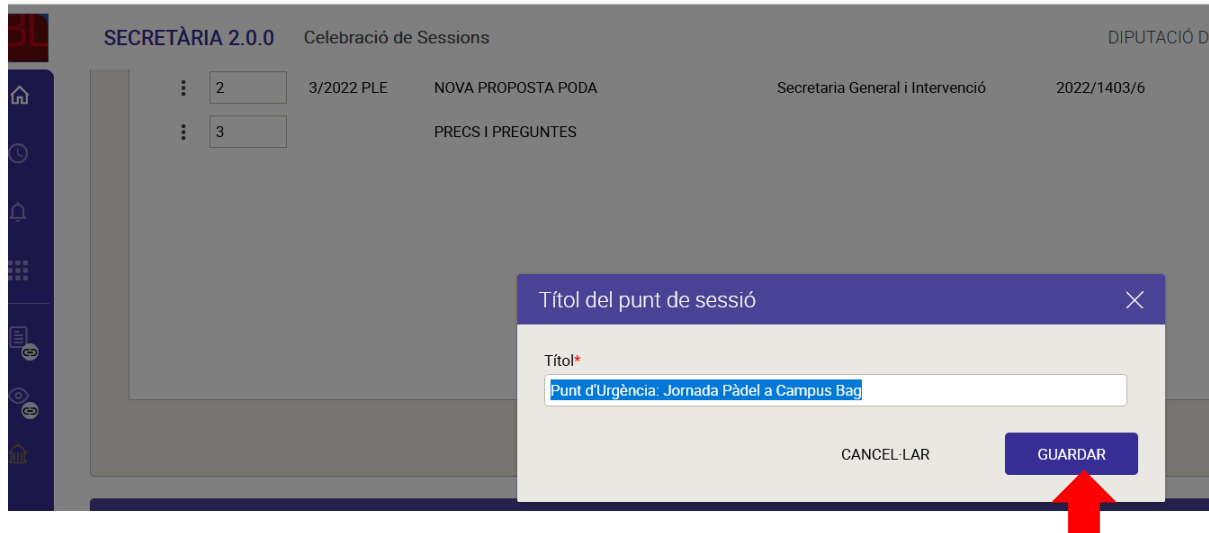 SECRETÀRIA 2.0.0 Celebració de Sessions DIPUTACIÓ D
2 3/2022 PLE NOVA PROPOSTA PODA Secretaria General i Intervenció 2022/1403/6
3 PRECS I PREGUNTES
Títol del punt de sessió
Títol*
Punt d'Urgència: Jornada Pàdel a Campus Bag
CANCEL·LAR GUARDAR